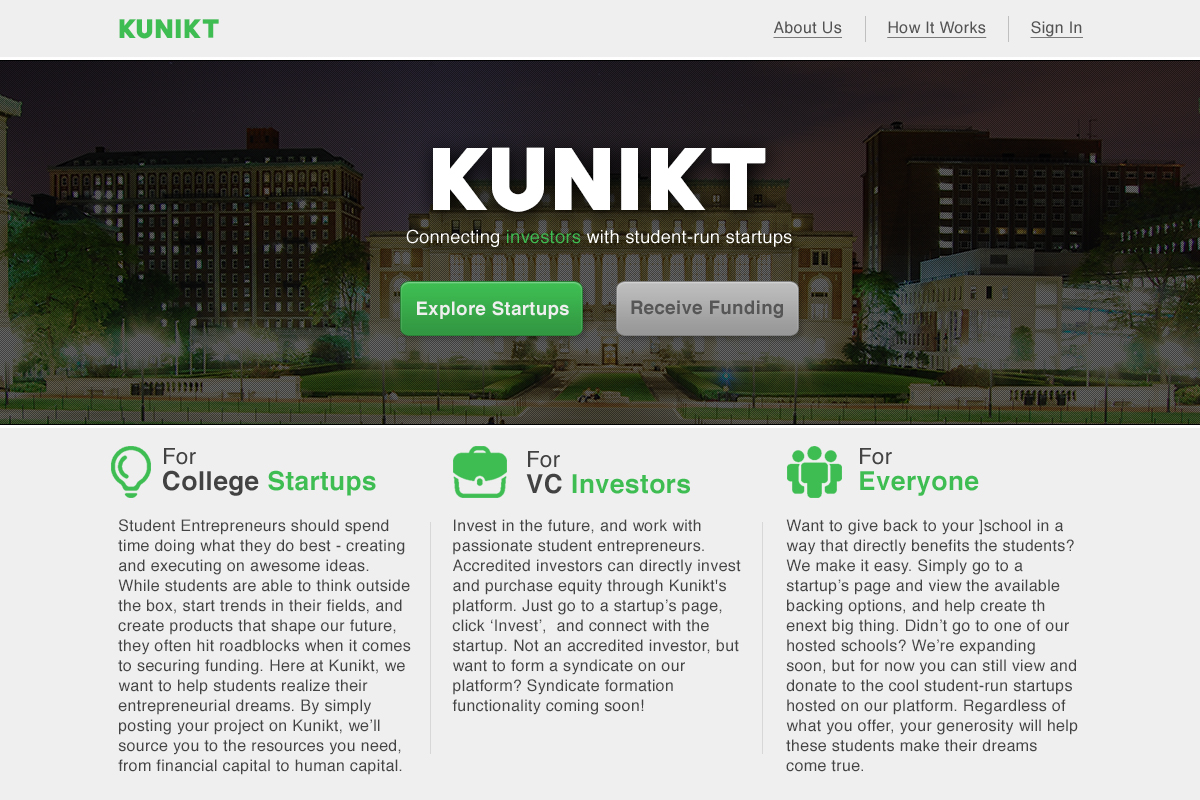 KUNIKT
About Us
How It Works
Sign In
KUNIKT
Connecting investors with student-run startups
Explore Startups
Receive Funding
For
College Startups
Student Entrepreneurs should spend
time doing what they do best - creating
and executing on awesome ideas.
While students are able to think outside
the box, start trends in their fields, and
create products that shape our future,
they often hit roadblocks when it comes
to securing funding. Here at Kunikt, we
want to help students realize their
entrepreneurial dreams. By simply
posting your project on Kunikt, we’ll
source you to the resources you need,
from financial capital to human capital.
For
VC Investors
Invest in the future, and work with
passionate student entrepreneurs.
Accredited investors can directly invest
and purchase equity through Kunikt's
platform. Just go to a startup’s page,
click ‘Invest’,  and connect with the
startup. Not an accredited investor, but
want to form a syndicate on our
platform? Syndicate formation
functionality coming soon!
For
Everyone
Want to give back to your ]school in a
way that directly benefits the students?
We make it easy. Simply go to a
startup’s page and view the available
backing options, and help create th
enext big thing. Didn’t go to one of our
hosted schools? We’re expanding
soon, but for now you can still view and
donate to the cool student-run startups
hosted on our platform. Regardless of
what you offer, your generosity will help
these students make their dreams
come true.